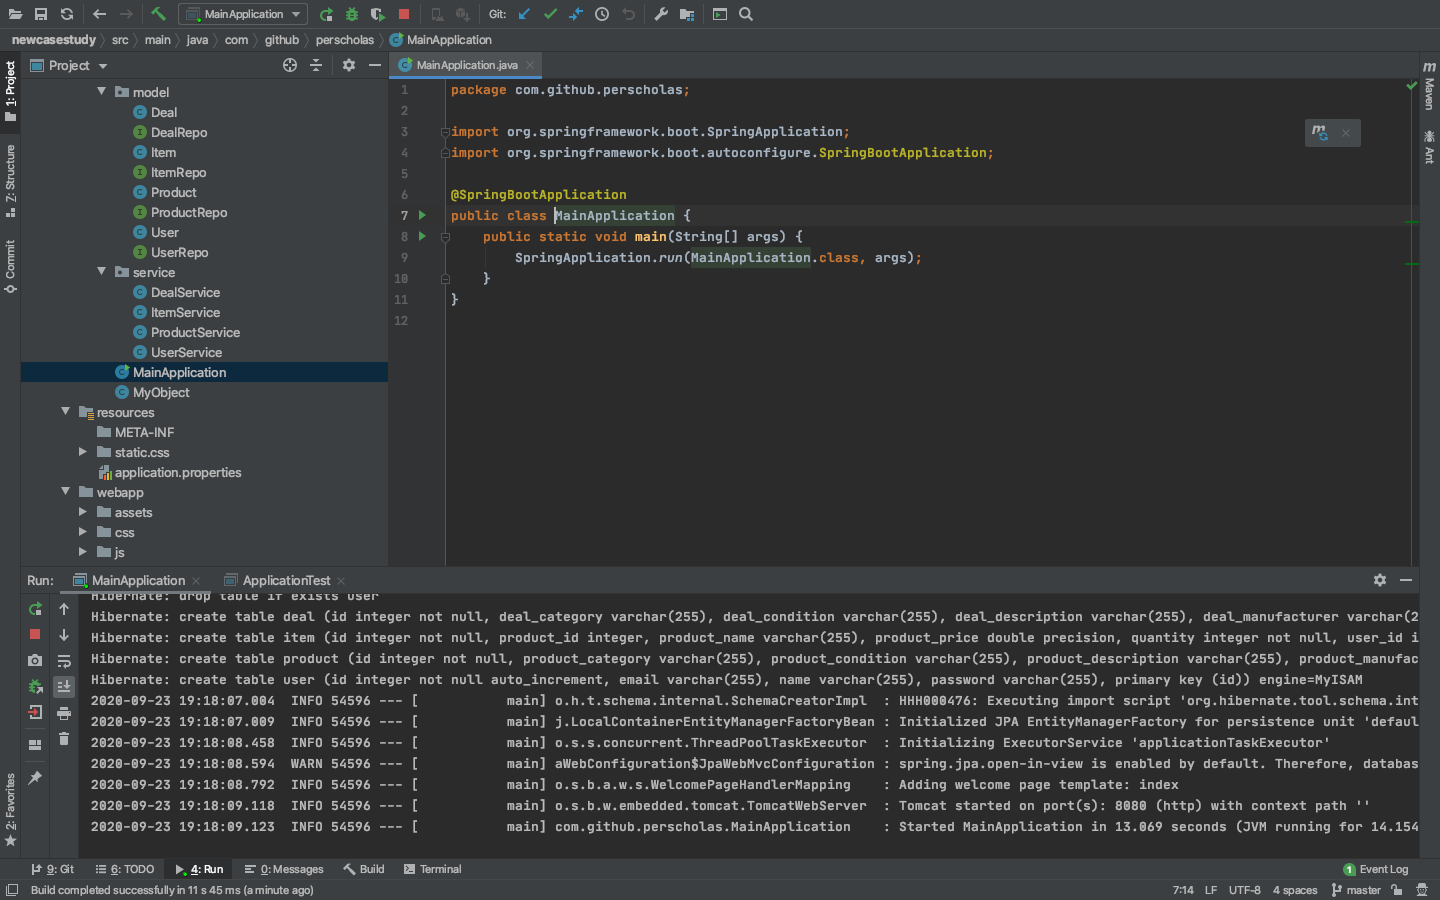 MainApplication
Git:
newcasestudy
src
main
java
com
github
perscholas
MainApplication
Project
MainApplication.java
1: Project
Z: Structure
Commit
2: Favorites
model
Deal
DealRepo
Item
ItemRepo
Product
ProductRepo
User
UserRepo
service
DealService
ItemService
ProductService
UserService
MainApplication
MyObject
resources
META-INF
static.css
application.properties
webapp
assets
css
js
1 package com.github.perscholas;
2
3 import org.springframework.boot.SpringApplication;
4 import org.springframework.boot.autoconfigure.SpringBootApplication;
5
6 @SpringBootApplication
7 public class MainApplication {
8 public static void main(String[] args) {
9 SpringApplication.run(MainApplication.class, args);
10 }
11 }
12
m
Maven
Ant
Run:
MainApplication
ApplicationTest
Hibernate: drop table if exists user
Hibernate: create table deal (id integer not null, deal_category varchar(255), deal_condition varchar(255), deal_description varchar(255), deal_manufacturer varchar(2
Hibernate: create table item (id integer not null, product_id integer, product_name varchar(255), product_price double precision, quantity integer not null, user_id i
Hibernate: create table product (id integer not null, product_category varchar(255), product_condition varchar(255), product_description varchar(255), product_manufac
Hibernate: create table user (id integer not null auto_increment, email varchar(255), name varchar(255), password varchar(255), primary key (id)) engine=MyISAM
2020-09-23 19:18:07.004  INFO 54596 --- [           main] o.h.t.schema.internal.SchemaCreatorImpl  : HHH000476: Executing import script 'org.hibernate.tool.schema.int
2020-09-23 19:18:07.009  INFO 54596 --- [           main] j.LocalContainerEntityManagerFactoryBean : Initialized JPA EntityManagerFactory for persistence unit 'defaul
2020-09-23 19:18:08.458  INFO 54596 --- [           main] o.s.s.concurrent.ThreadPoolTaskExecutor  : Initializing ExecutorService 'applicationTaskExecutor'
2020-09-23 19:18:08.594  WARN 54596 --- [           main] aWebConfiguration$JpaWebMvcConfiguration : spring.jpa.open-in-view is enabled by default. Therefore, databas
2020-09-23 19:18:08.792  INFO 54596 --- [           main] o.s.b.a.w.s.WelcomePageHandlerMapping    : Adding welcome page template: index
2020-09-23 19:18:09.118  INFO 54596 --- [           main] o.s.b.w.embedded.tomcat.TomcatWebServer  : Tomcat started on port(s): 8080 (http) with context path ''
2020-09-23 19:18:09.123  INFO 54596 --- [           main] com.github.perscholas.MainApplication    : Started MainApplication in 13.069 seconds (JVM running for 14.154
9: Git
6: TODO
4: Run
0: Messages
Build
Terminal
1 Event Log
Build completed successfully in 11 s 45 ms (a minute ago)
7:14
LF
UTF-8
4 spaces
master